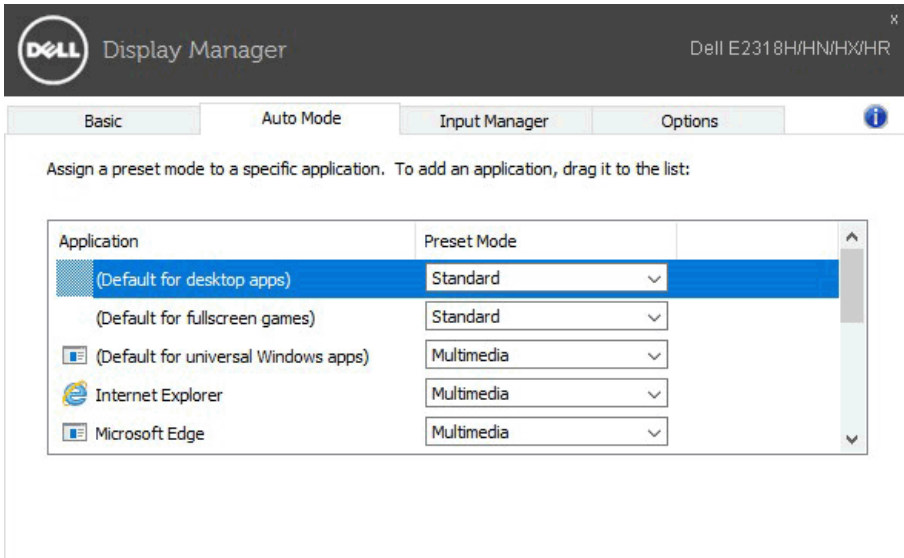 DELL Display Manager
x
Dell E2318H/HN/HX/HR
Basic Auto Mode Input Manager Options i
Assign a preset mode to a specific application. To add an application, drag it to the list:
Application Preset Mode
(Default for desktop apps) Standard
(Default for fullscreen games) Standard
(Default for universal Windows apps) Multimedia
Internet Explorer Multimedia
Microsoft Edge Multimedia